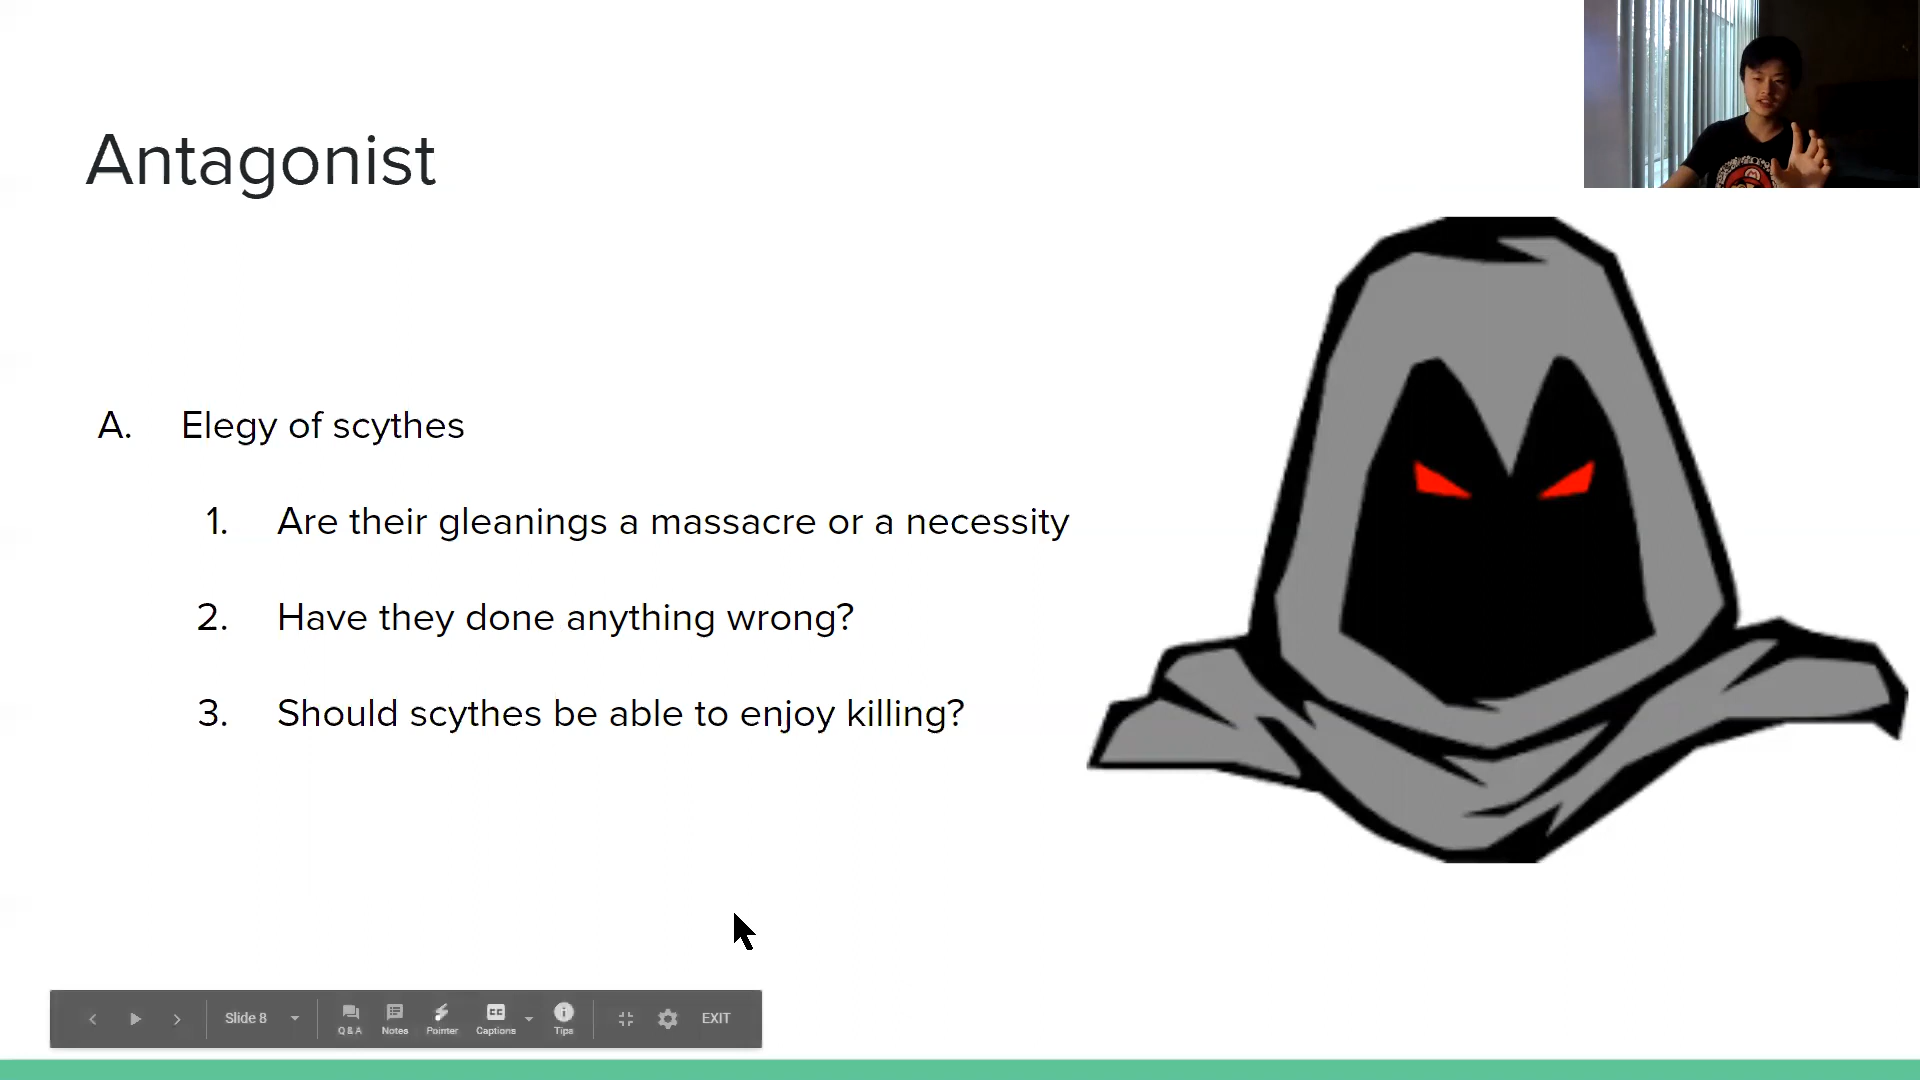 Antagonist
A. Elegy of scythes
1. Are their gleanings a massacre or a necessity
2. Have they done anything wrong?
3. Should scythes be able to enjoy killing?
Slide 8
Q & A Notes Pointer Captions Tips EXIT